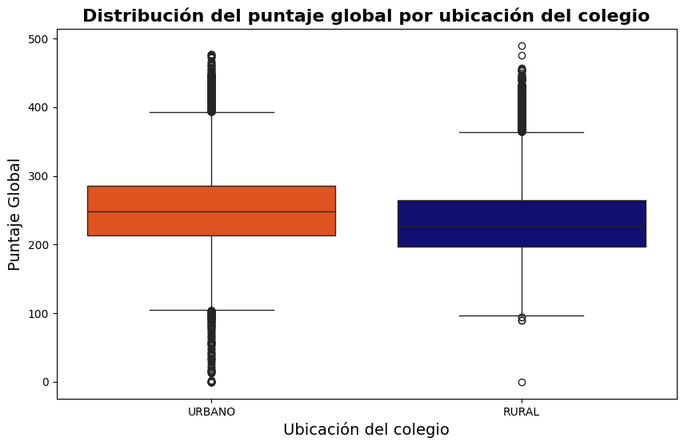 Distribución del puntaje global por ubicación del colegio
500
400
300
200
100
0
Puntaje Global
URBANO
RURAL
Ubicación del colegio